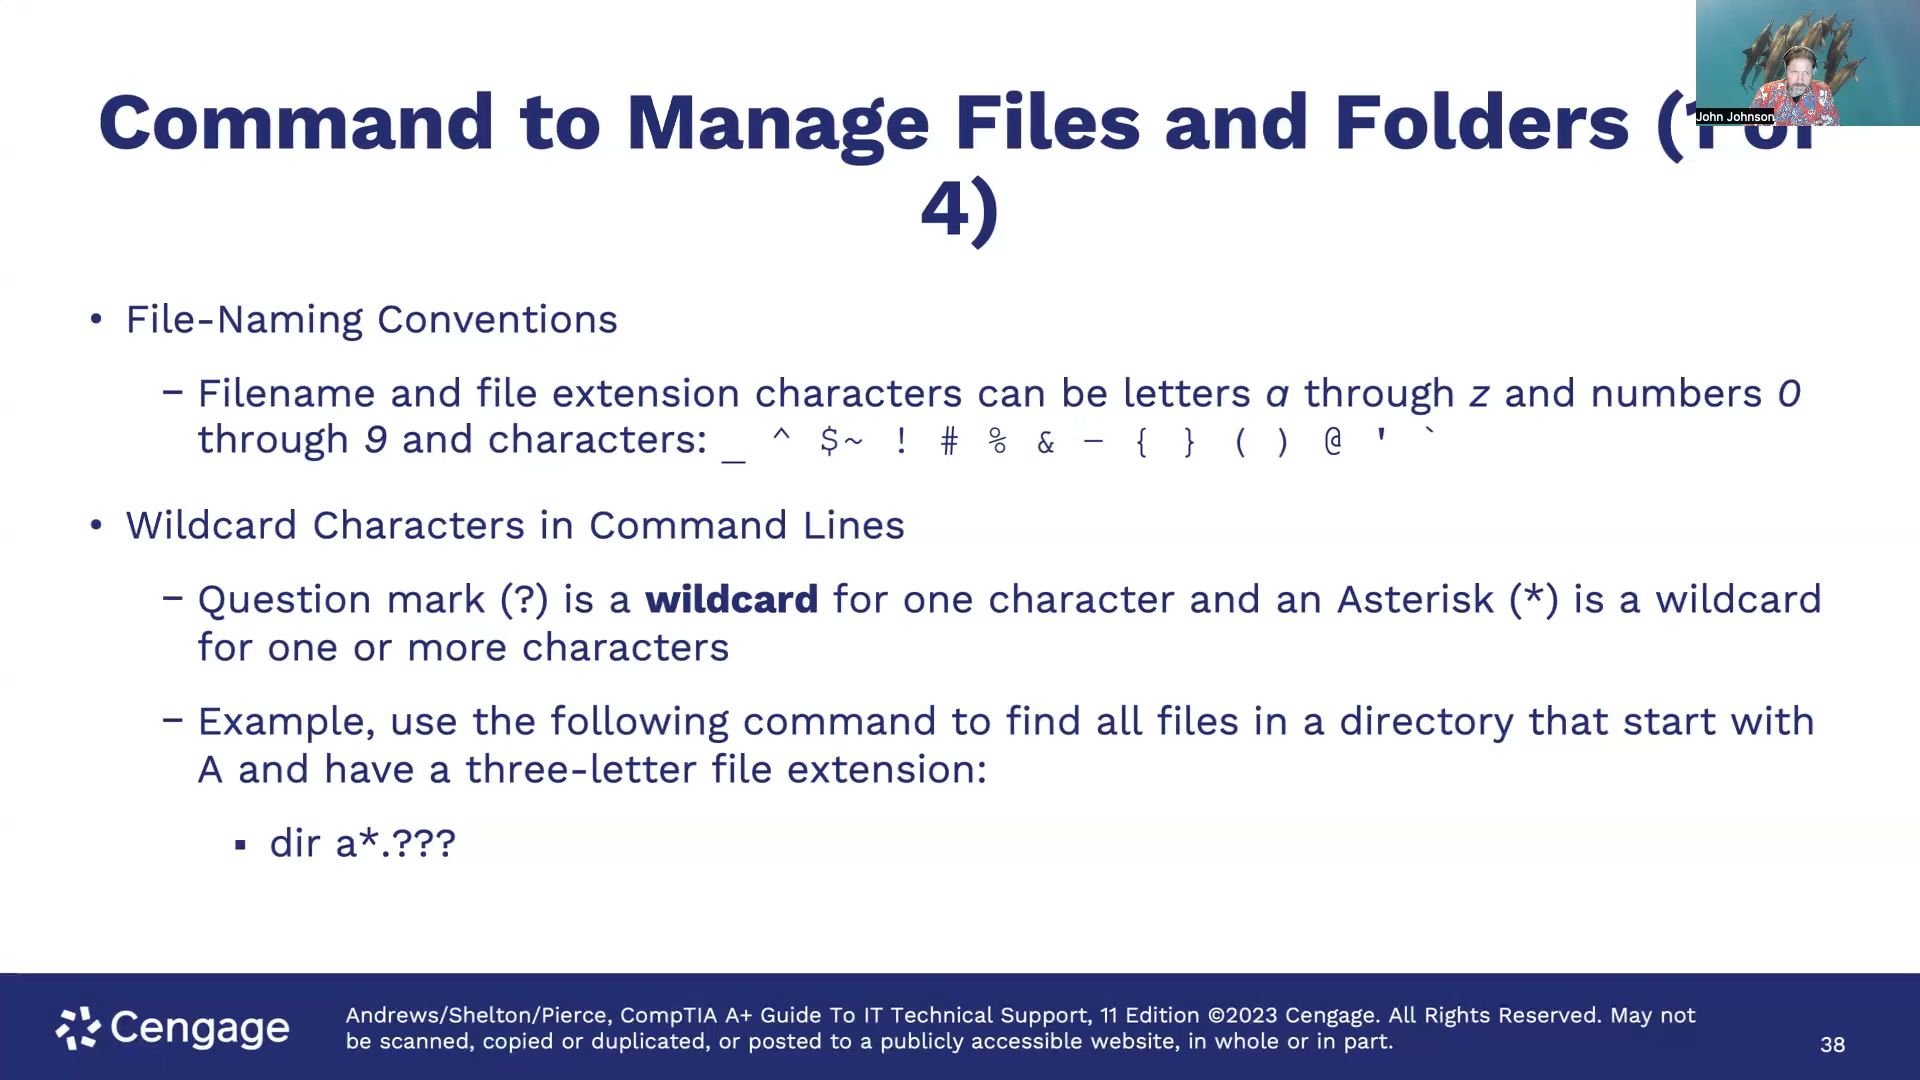 John Johnson
Command to Manage Files and Folders (1 of
4)
• File-Naming Conventions
– Filename and file extension characters can be letters a through z and numbers 0
through 9 and characters: _ ^ $~ ! # % & – { } ( ) @ ' `
• Wildcard Characters in Command Lines
– Question mark (?) is a wildcard for one character and an Asterisk (*) is a wildcard
for one or more characters
– Example, use the following command to find all files in a directory that start with
A and have a three-letter file extension:
▪ dir a*.???
Cengage
Andrews/Shelton/Pierce, CompTIA A+ Guide To IT Technical Support, 11 Edition ©2023 Cengage. All Rights Reserved. May not
be scanned, copied or duplicated, or posted to a publicly accessible website, in whole or in part.
38